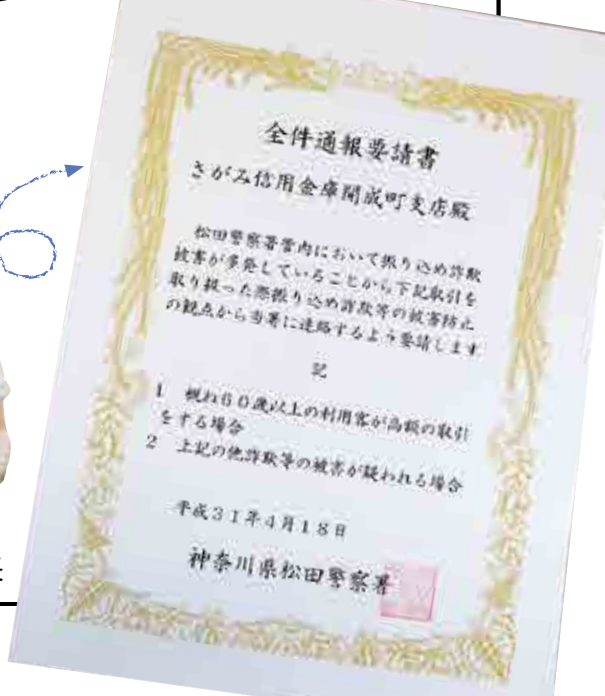 全件通報要請書
さがみ信用金庫開成町支店殿
松田警察署管内において振り込め詐欺
被害が多発していることから下記取引を
取り扱った際振り込め詐欺等の被害防止
の観点から当署に連絡するよう要請します
記
1 概ね60歳以上の利用客が高額の取引
をする場合
2 上記の他詐欺等の被害が疑われる場合
平成31年4月18日
神奈川県松田警察署